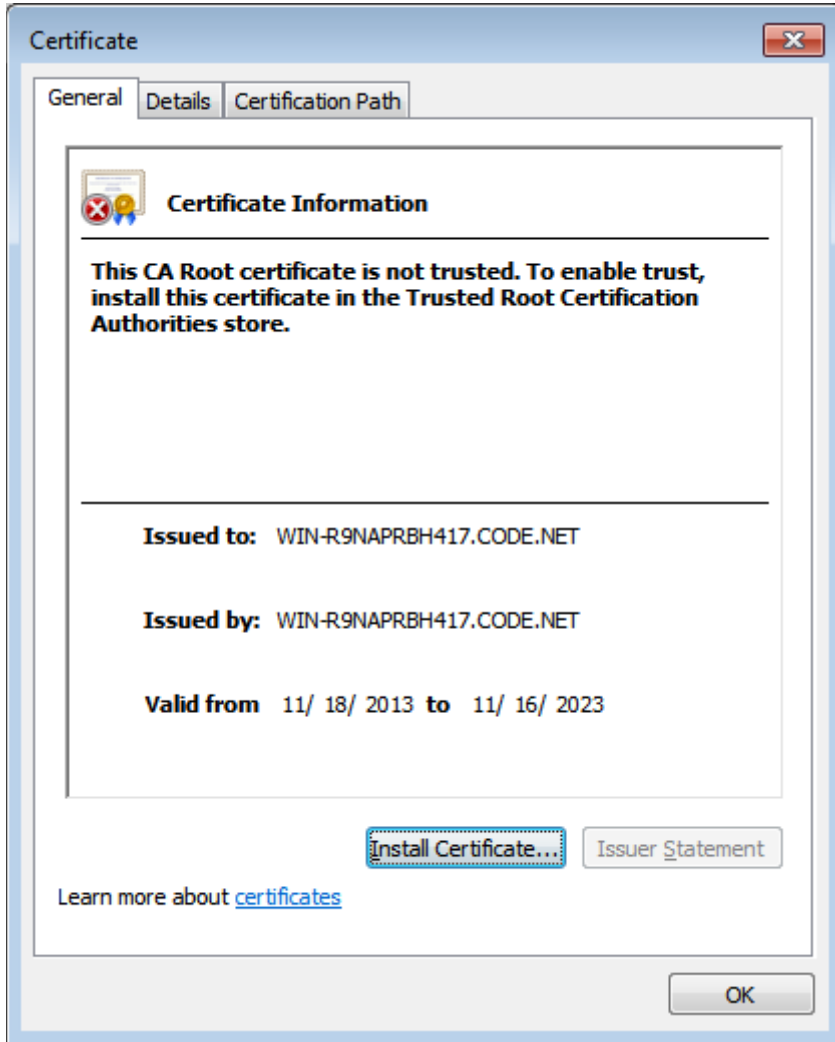 Certificate
General Details Certification Path
Certificate Information
This CA Root certificate is not trusted. To enable trust,
install this certificate in the Trusted Root Certification
Authorities store.
Issued to: WIN-R9NAPRBH417.CODE.NET
Issued by: WIN-R9NAPRBH417.CODE.NET
Valid from 11/ 18/ 2013 to 11/ 16/ 2023
Install Certificate... Issuer Statement
Learn more about certificates
OK